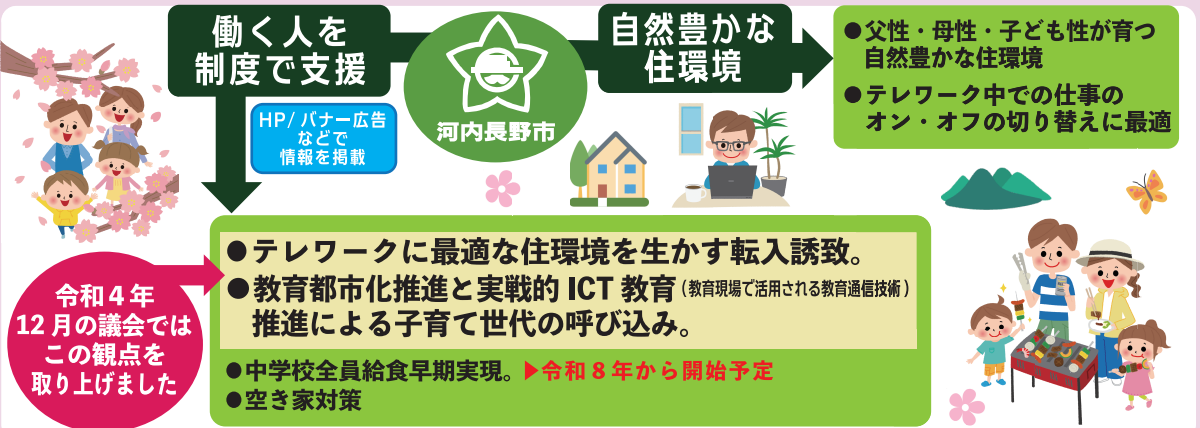 働く人を
制度で支援
HP/バナー広告
などで
情報を掲載
河内長野市
自然豊かな
住環境
●父性・母性・子ども性が育つ
自然豊かな住環境
●テレワーク中での仕事の
オン・オフの切り替えに最適
令和4年
12月の議会では
この観点を
取り上げました
●テレワークに最適な住環境を生かす転入誘致。
●教育都市化推進と実戦的ICT教育(教育現場で活用される教育通信技術)
推進による子育て世代の呼び込み。
●中学校全員給食早期実現。▶令和8年から開始予定
●空き家対策